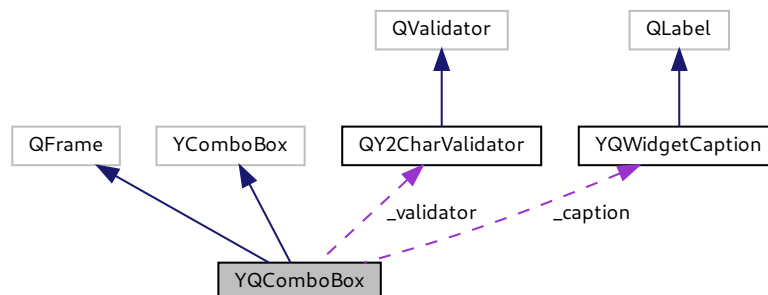 QValidator
QLabel
QFrame
YComboBox
QY2CharValidator
YQWidgetCaption
_validator
_caption
YQComboBox